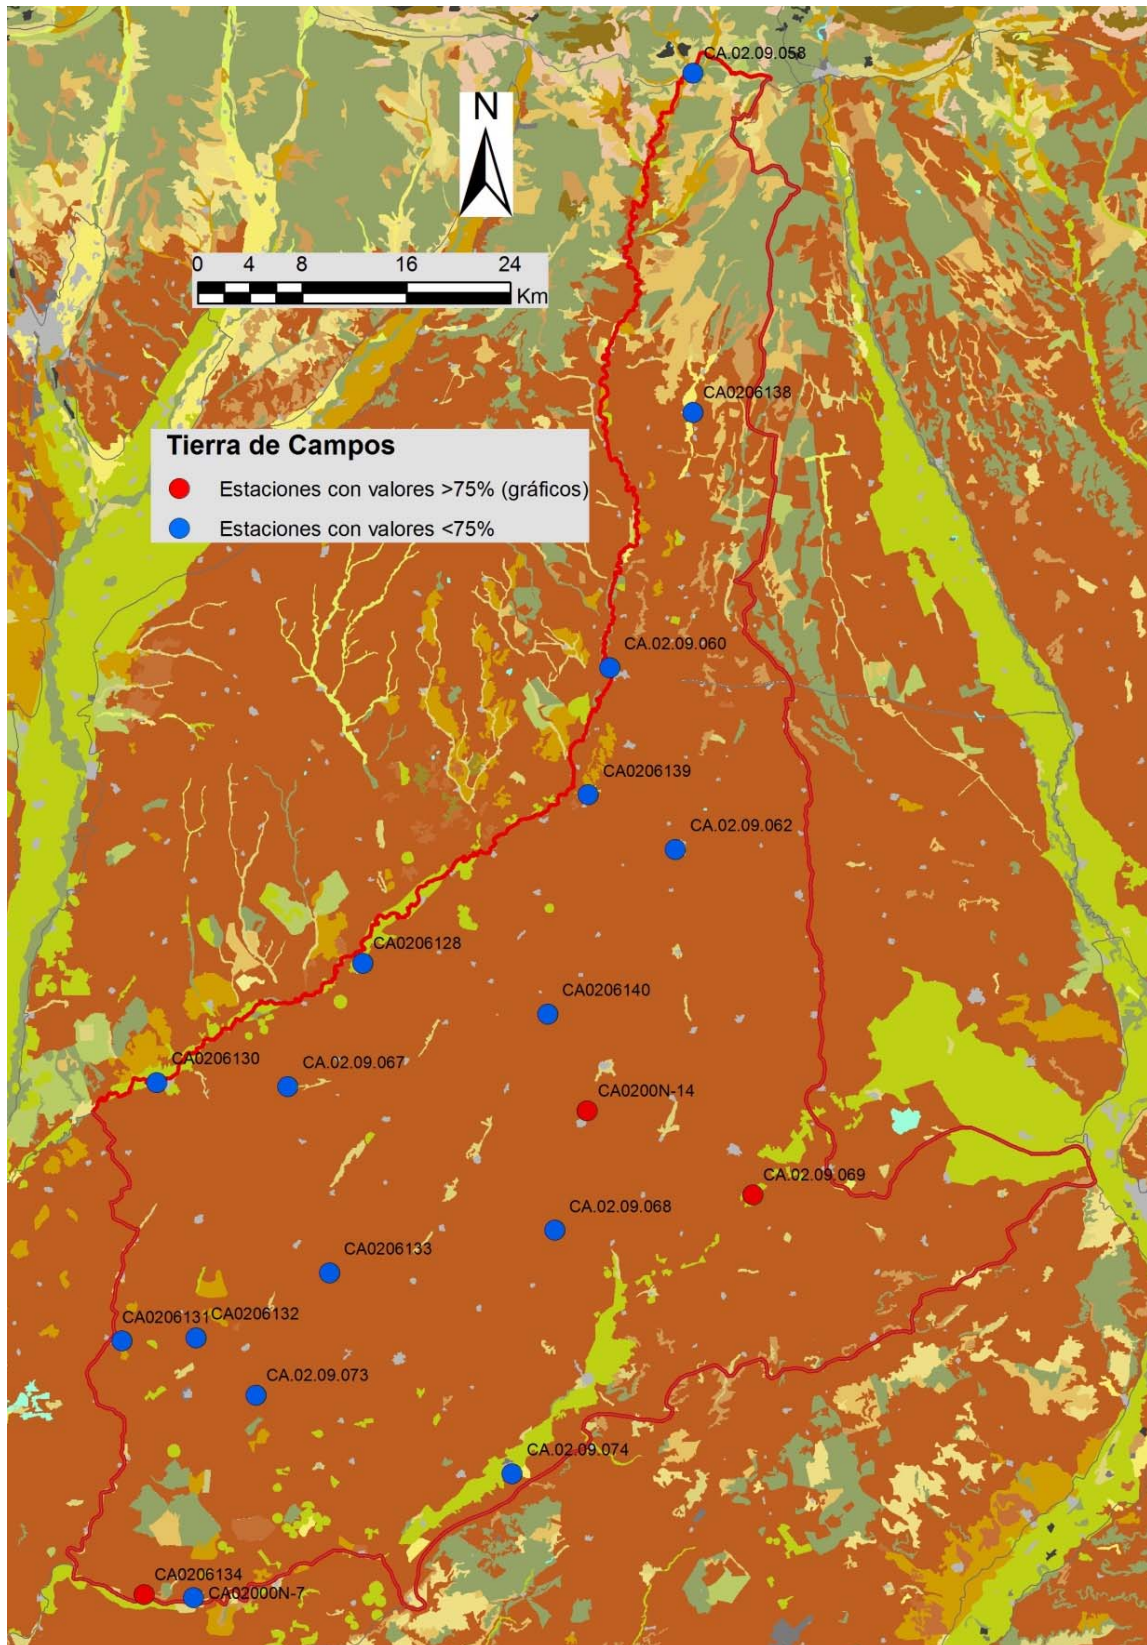 CA.02.09.058
N
0 4 8 16 24
Km
CA0206138
Tierra de Campos
Estaciones con valores >75% (gráficos)
Estaciones con valores <75%
CA.02.09.060
CA0206139
CA.02.09.062
CA0206128
CA0206140
CA0206130
CA.02.09.067
CA0200N-14
CA.02.09.069
CA.02.09.068
CA0206133
CA0206131 CA0206132
CA.02.09.073
CA.02.09.074
CA0206134
CA02000N-7